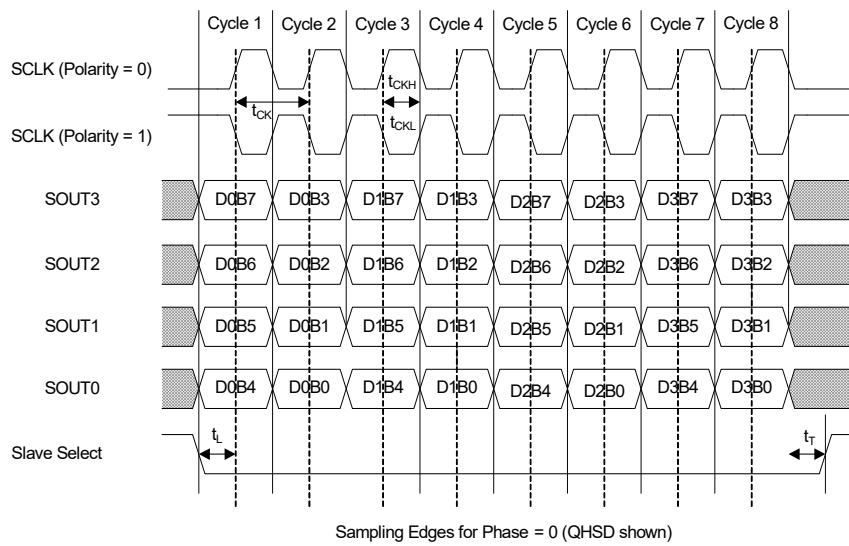 Cycle 1 Cycle 2 Cycle 3 Cycle 4 Cycle 5 Cycle 6 Cycle 7 Cycle 8
SCLK (Polarity = 0)
tCK tCKH
tCKL
SCLK (Polarity = 1)
SOUT3 D0B7 D0B3 D1B7 D1B3 D2B7 D2B3 D3B7 D3B3
SOUT2 D0B6 D0B2 D1B6 D1B2 D2B6 D2B2 D3B6 D3B2
SOUT1 D0B5 D0B1 D1B5 D1B1 D2B5 D2B1 D3B5 D3B1
SOUT0 D0B4 D0B0 D1B4 D1B0 D2B4 D2B0 D3B4 D3B0
Slave Select tL tT
Sampling Edges for Phase = 0 (QHSD shown)